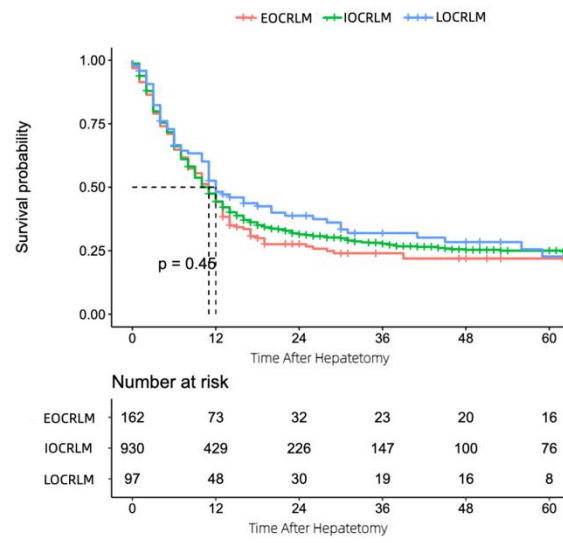 EOCRLM IOCRLM LOCRLM
1.00
0.75
0.50
0.25
0.00
Survival probability
p = 0.45
0 12 24 36 48 60
Time After Hepatetomy
Number at risk
EOCRLM 162 73 32 23 20 16
IOCRLM 930 429 226 147 100 76
LOCRLM 97 48 30 19 16 8
0 12 24 36 48 60
Time After Hepatetomy